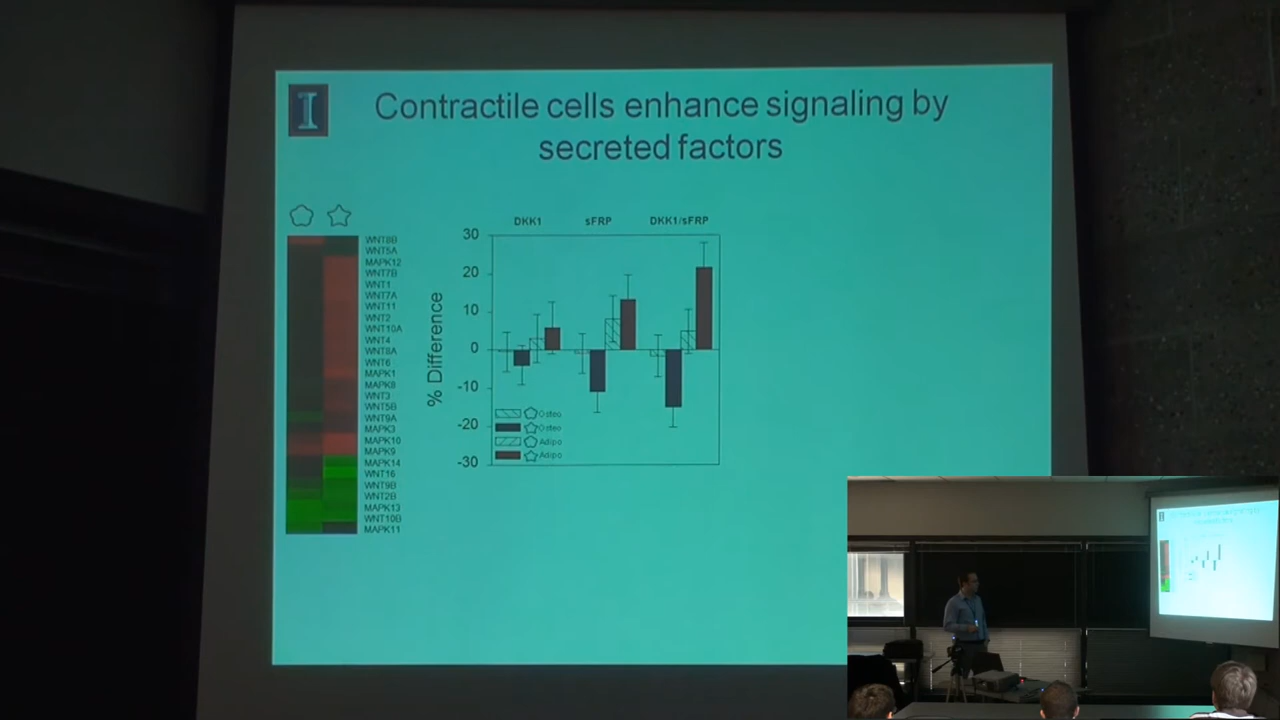 I
Contractile cells enhance signaling by
secreted factors
WNT8B
WNT5A
MAPK12
WNT7B
WNT1
WNT7A
WNT11
WNT2
WNT10A
WNT4
WNT8A
WNT6
MAPK1
MAPK8
WNT3
WNT5B
WNT9A
MAPK3
MAPK10
MAPK9
MAPK14
WNT16
WNT9B
WNT2B
MAPK13
WNT10B
MAPK11
DKK1 sFRP DKK1/sFRP
% Difference
30
20
10
0
-10
-20
-30
Osteo
Osteo
Adipo
Adipo